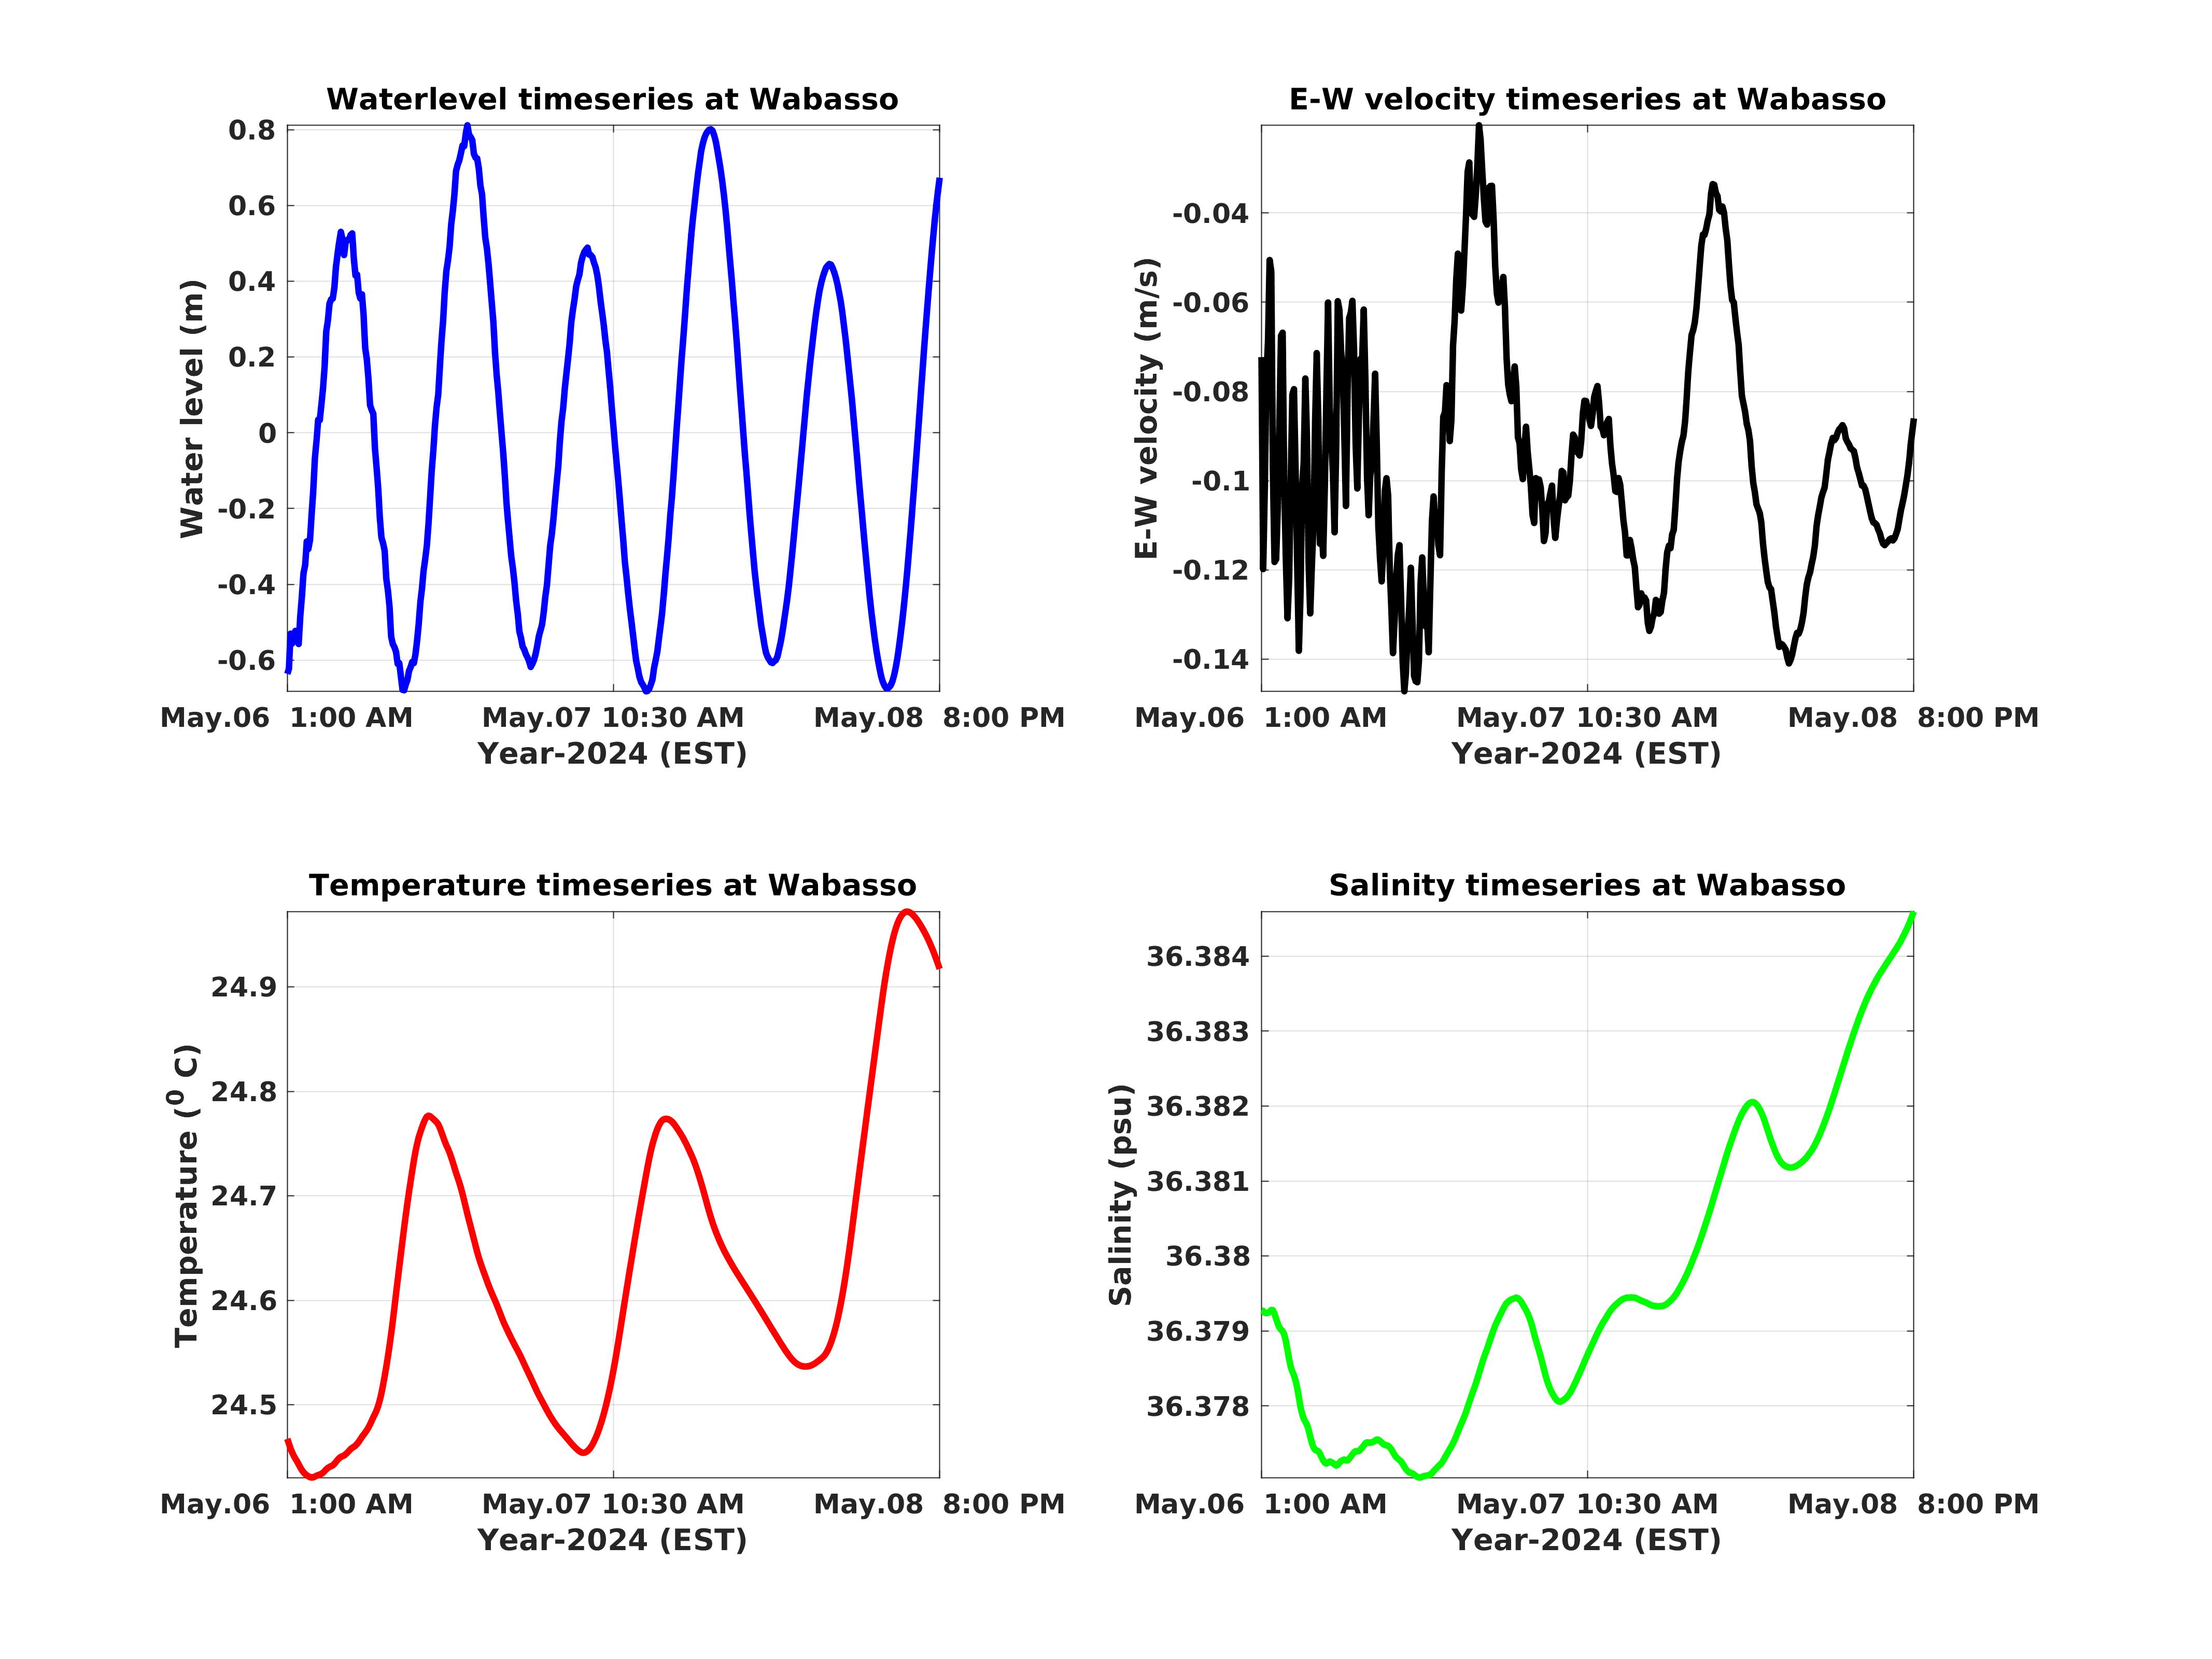 Waterlevel timeseries at Wabasso
0.8
0.6
0.4
0.2
0
-0.2
-0.4
-0.6
Water level (m)
May.06 1:00 AM
May.07 10:30 AM
May.08 8:00 PM
Year-2024 (EST)
E-W velocity timeseries at Wabasso
-0.04
-0.06
-0.08
-0.1
-0.12
-0.14
E-W velocity (m/s)
May.06 1:00 AM
May.07 10:30 AM
May.08 8:00 PM
Year-2024 (EST)
Temperature timeseries at Wabasso
24.9
24.8
24.7
24.6
24.5
Temperature (⁰ C)
May.06 1:00 AM
May.07 10:30 AM
May.08 8:00 PM
Year-2024 (EST)
Salinity timeseries at Wabasso
36.384
36.383
36.382
36.381
36.38
36.379
36.378
Salinity (psu)
May.06 1:00 AM
May.07 10:30 AM
May.08 8:00 PM
Year-2024 (EST)